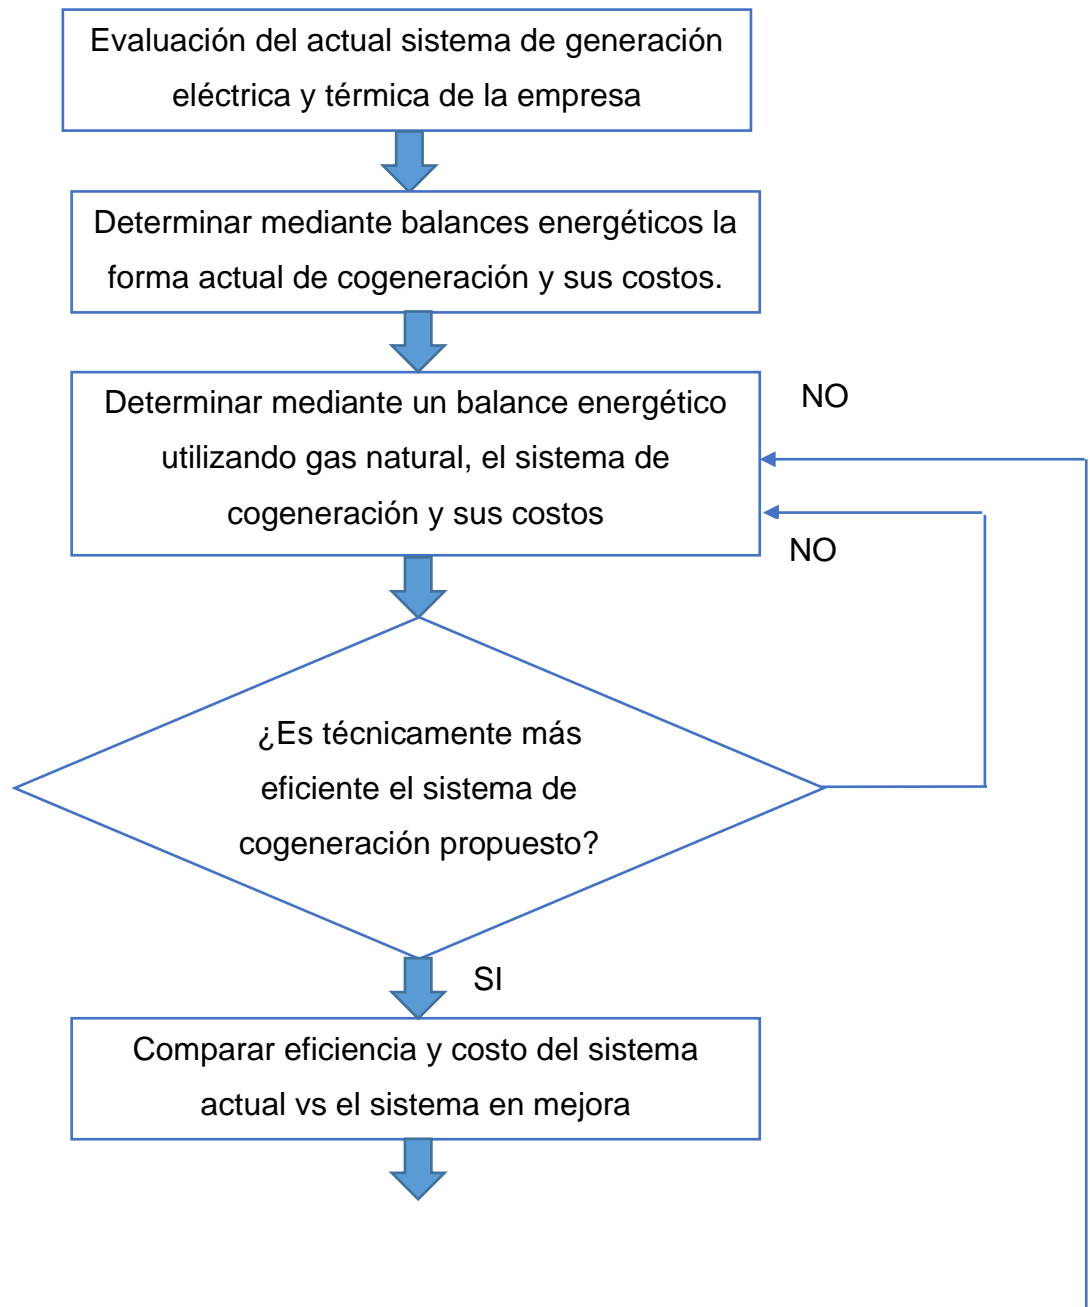 Evaluación del actual sistema de generación
eléctrica y térmica de la empresa
Determinar mediante balances energéticos la
forma actual de cogeneración y sus costos.
Determinar mediante un balance energético
utilizando gas natural, el sistema de
cogeneración y sus costos
NO
NO
¿Es técnicamente más
eficiente el sistema de
cogeneración propuesto?
SI
Comparar eficiencia y costo del sistema
actual vs el sistema en mejora